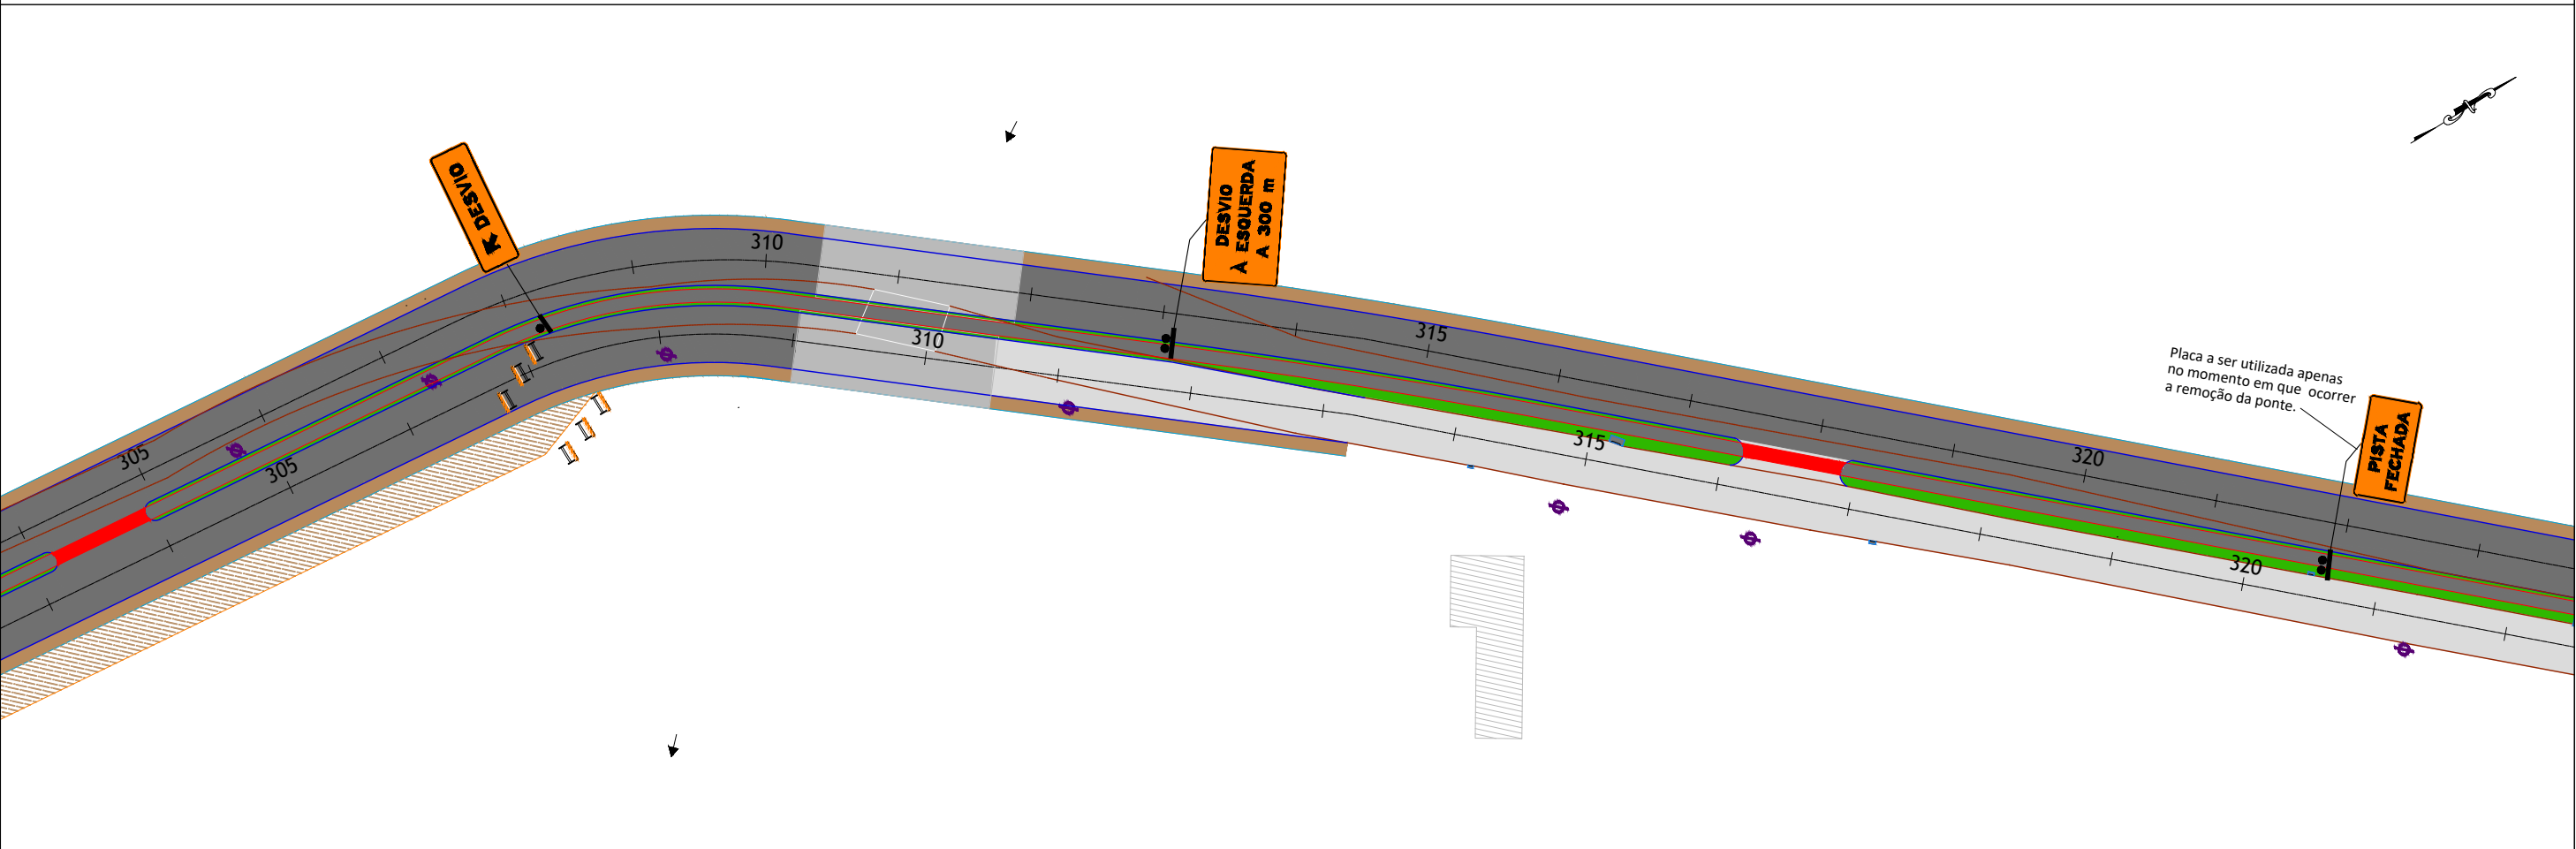 DESVIO
DESVIO
À ESQUERDA
A 300 m
310
310
315
315
305
305
320
320
Placa a ser utilizada apenas
no momento em que ocorrer
a remoção da ponte.
PISTA
FECHADA
N